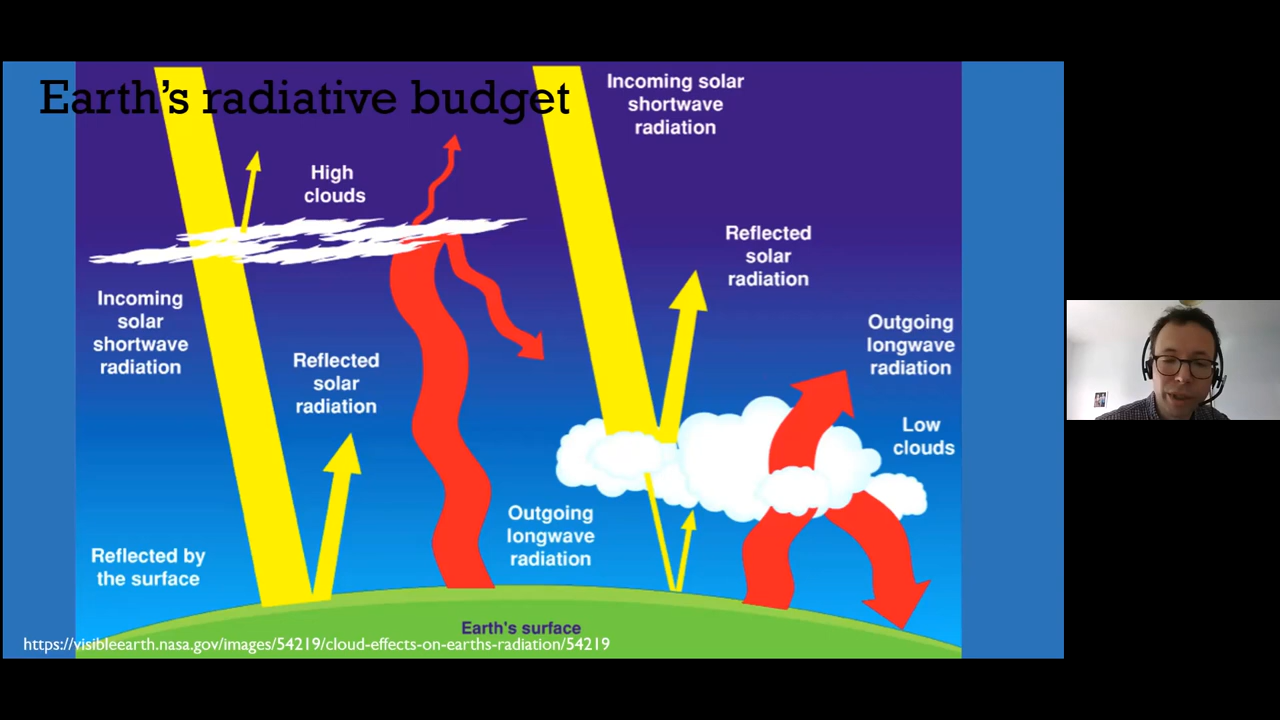 Earth's radiative budget
Incoming solar
shortwave
radiation
High
clouds
Reflected
solar
radiation
Incoming
solar
shortwave
radiation
Outgoing
longwave
radiation
Reflected
solar
radiation
Low
clouds
Outgoing
longwave
radiation
Reflected by
the surface
Earth's surface
https://visibleearth.nasa.gov/images/54219/cloud-effects-on-earths-radiation/54219